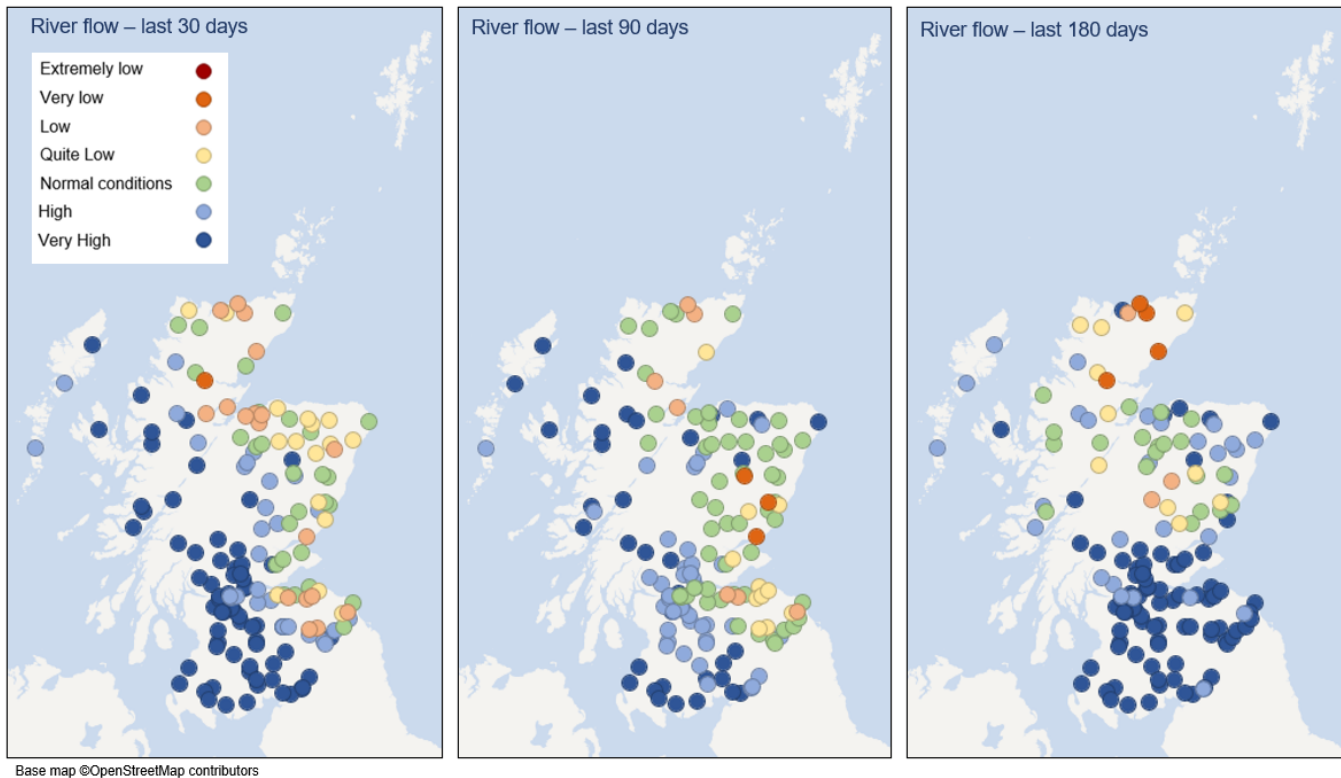 River flow – last 30 days
Extremely low
Very low
Low
Quite Low
Normal conditions
High
Very High
River flow – last 90 days
River flow – last 180 days
Base map ©OpenStreetMap contributors